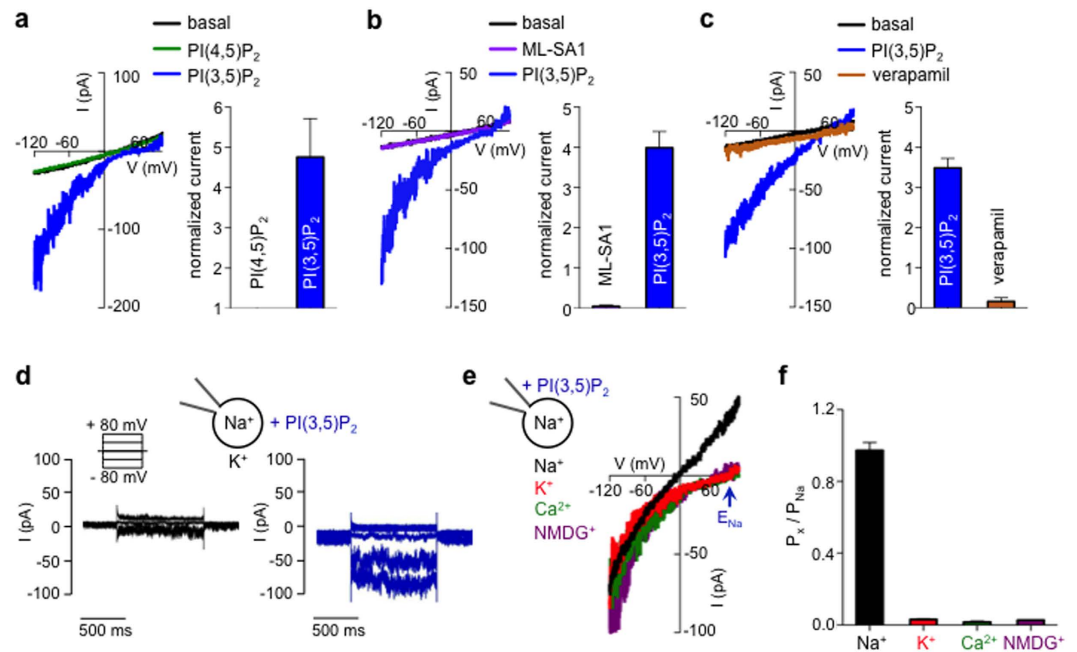 a
basal
PI(4,5)P2
PI(3,5)P2
I (pA)
100
-120 -60 60
V (mV)
-100
-200
normalized current
6
5
4
3
2
1
PI(4,5)P2
PI(3,5)P2
b
basal
ML-SA1
PI(3,5)P2
I (pA)
50
-120 -60 60
V (mV)
-50
-100
-150
normalized current
5
4
3
2
1
0
ML-SA1
PI(3,5)P2
c
basal
PI(3,5)P2
verapamil
I (pA)
50
-120 -60 60
V (mV)
-50
-100
-150
normalized current
5
4
3
2
1
0
PI(3,5)P2
verapamil
d
+ 80 mV
- 80 mV
Na+
+ PI(3,5)P2
K+
I (pA)
100
50
0
-50
-100
500 ms
I (pA)
100
50
0
-50
-100
500 ms
e
+ PI(3,5)P2
Na+
Na+
K+
Ca2+
NMDG+
V (mV)
50
-120 -60 60
ENa
-50
I (pA)
-100
f
Px / PNa
1.2
0.8
0.4
0.0
Na+ K+ Ca2+ NMDG+